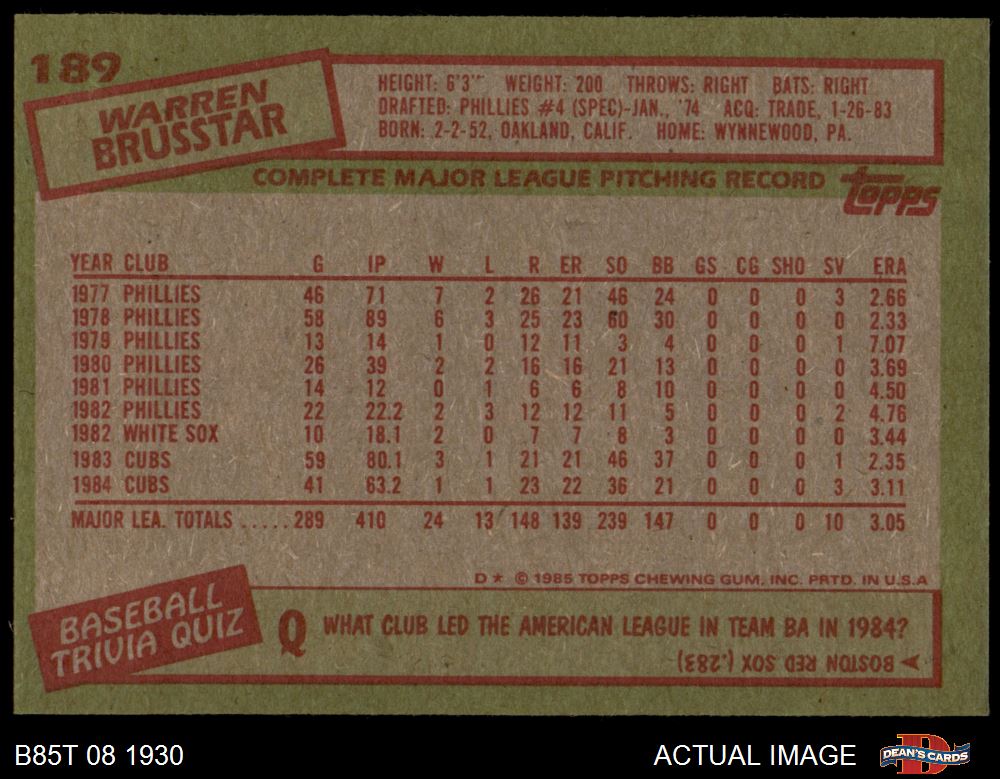 189
WARREN
BRUSSTAR
HEIGHT: 6'3" WEIGHT: 200 THROWS: RIGHT BATS: RIGHT
DRAFTED: PHILLIES #4 (SPEC)-JAN., '74 ACQ: TRADE, 1-26-83
BORN: 2-2-52, OAKLAND, CALIF. HOME: WYNNEWOOD, PA.
COMPLETE MAJOR LEAGUE PITCHING RECORD
topps
YEAR CLUB G IP W L R ER SO BB GS CG SHO SV ERA
1977 PHILLIES 46 71 7 2 26 21 46 24 0 0 0 3 2.66
1978 PHILLIES 58 89 6 3 25 23 60 30 0 0 0 0 2.33
1979 PHILLIES 13 14 1 0 12 11 3 4 0 0 0 1 7.07
1980 PHILLIES 26 39 2 2 16 16 21 13 0 0 0 0 3.69
1981 PHILLIES 14 12 0 1 6 6 8 10 0 0 0 0 4.50
1982 PHILLIES 22 22.2 2 3 12 12 11 5 0 0 0 2 4.76
1982 WHITE SOX 10 18.1 2 0 7 7 8 3 0 0 0 0 3.44
1983 CUBS 59 80.1 3 1 21 21 46 37 0 0 0 1 2.35
1984 CUBS 41 63.2 1 1 23 22 36 21 0 0 0 3 3.11
MAJOR LEA. TOTALS ..... 289 410 24 13 148 139 239 147 0 0 0 10 3.05
D★ © 1985 TOPPS CHEWING GUM, INC. PRTD. IN U.S.A
BASEBALL
TRIVIA QUIZ
Q WHAT CLUB LED THE AMERICAN LEAGUE IN TEAM BA IN 1984?
➤ BOSTON RED SOX (.283)
B85T 08 1930
ACTUAL IMAGE
DEAN'S CARDS